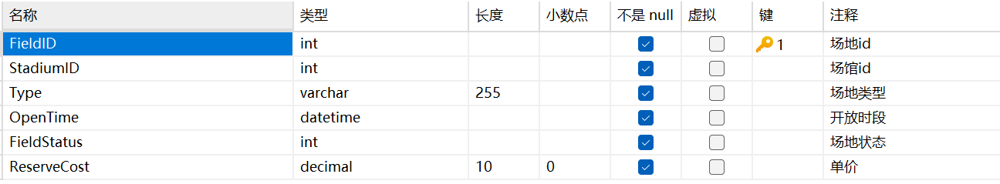 名称 类型 长度 小数点 不是 null 虚拟 键 注释
FieldID int 1 场地id
StadiumID int 场馆id
Type varchar 255 场地类型
OpenTime datetime 开放时段
FieldStatus int 场地状态
ReserveCost decimal 10 0 单价